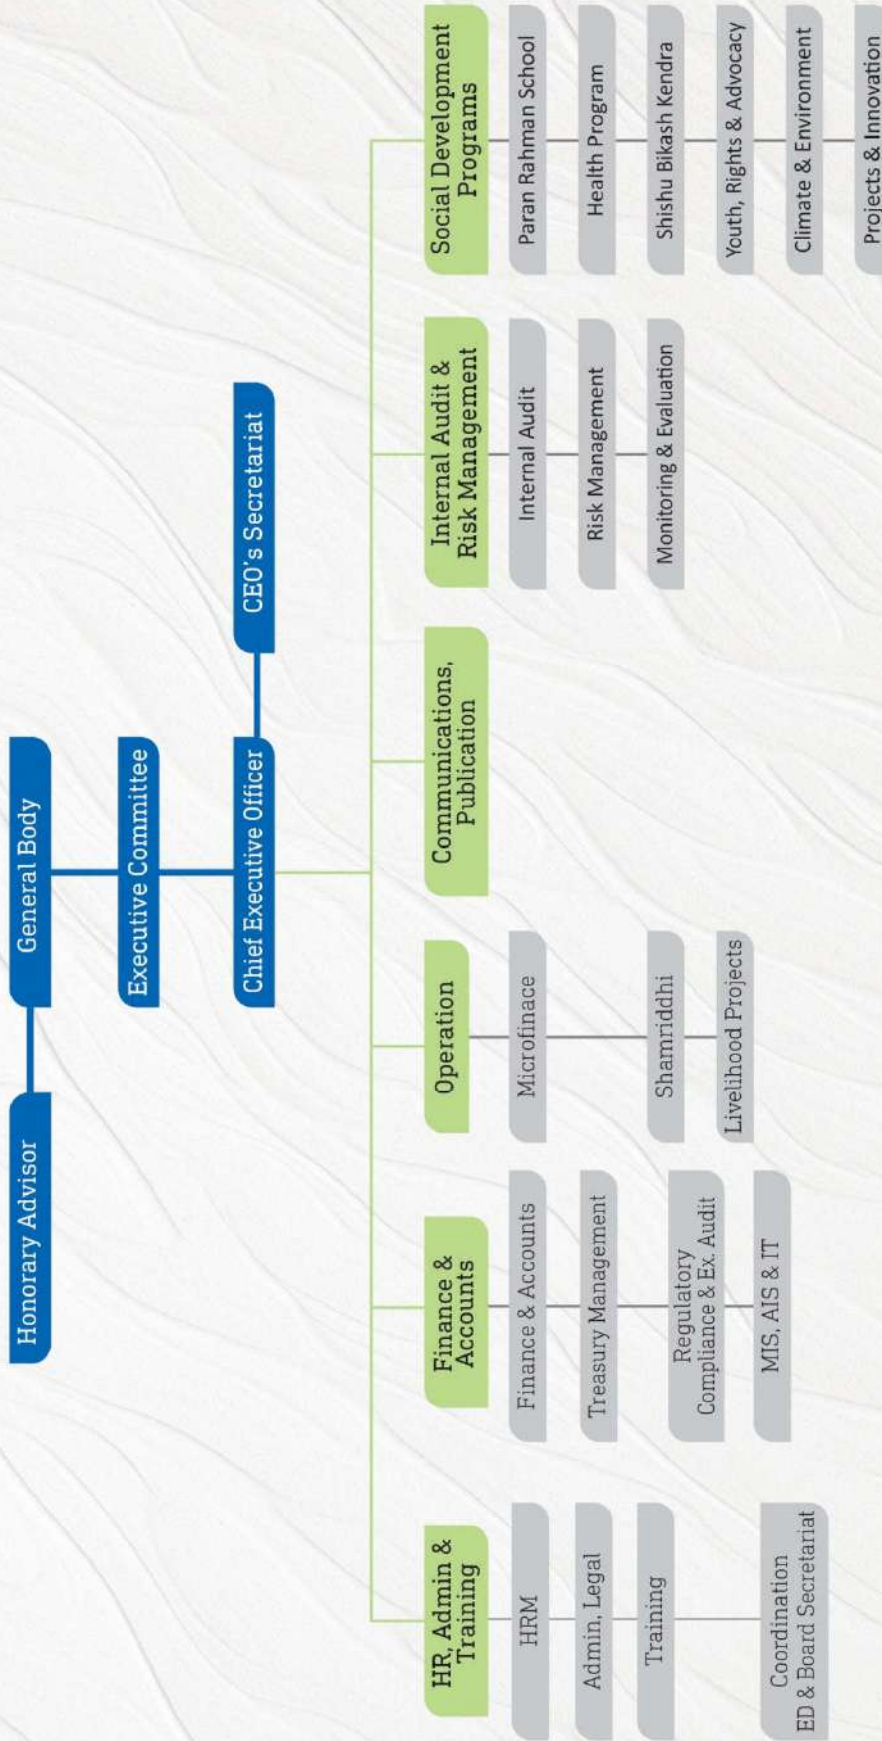 Honorary Advisor
General Body
Executive Committee
Chief Executive Officer
CEO's Secretariat
HR, Admin &
Training
HRM
Admin, Legal
Training
Coordination
ED & Board Secretariat
Finance &
Accounts
Finance & Accounts
Treasury Management
Regulatory
Compliance & Ex. Audit
MIS, AIS & IT
Operation
Microfinace
Shamriddhi
Livelihood Projects
Communications,
Publication
Internal Audit &
Risk Management
Internal Audit
Risk Management
Monitoring & Evaluation
Social Development
Programs
Paran Rahman School
Health Program
Shishu Bikash Kendra
Youth, Rights & Advocacy
Climate & Environment
Projects & Innovation